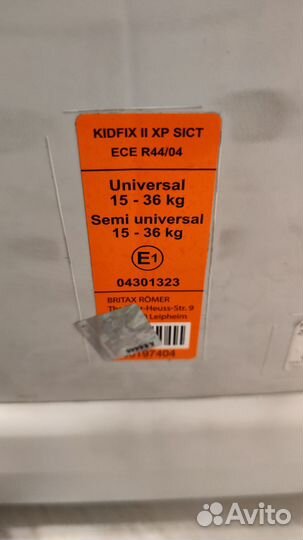 KIDFIX II XP SICT
ECE R44/04
Universal
15 - 36 kg
Semi universal
15 - 36 kg
E1
04301323
BRITAX RÖMER
-Heuss-Str. 9
Leipheim
0197404
Avito